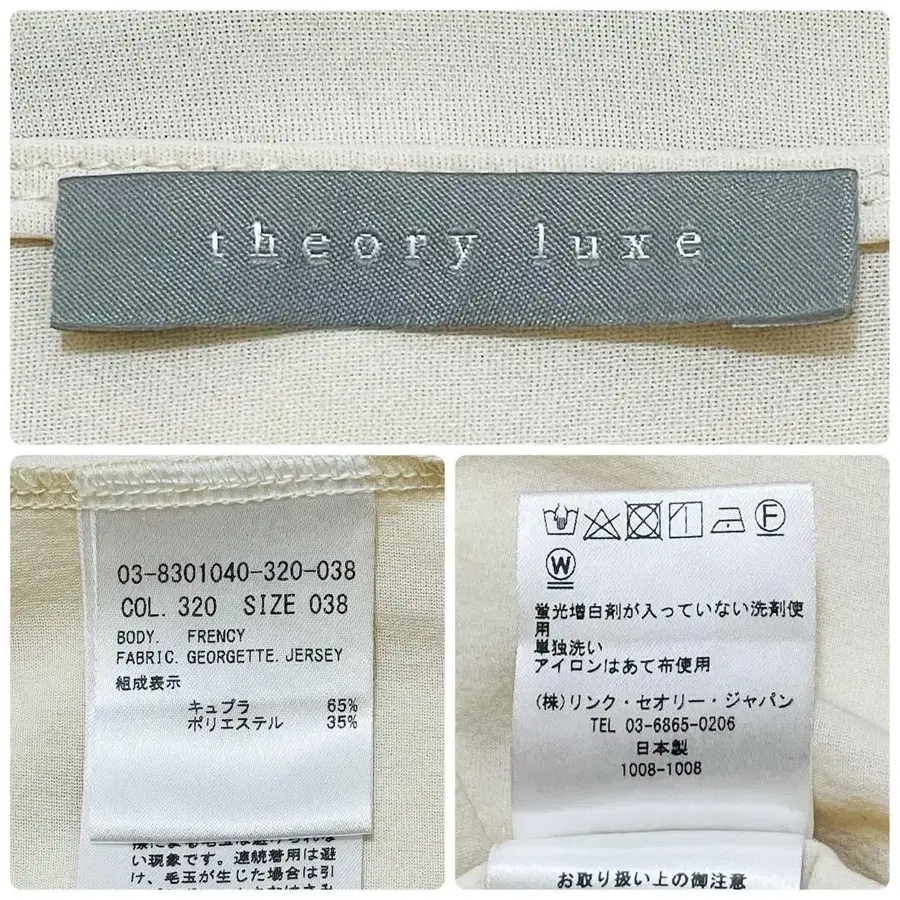 theory luxe
03-8301040-320-038
COL. 320 SIZE 038
BODY. FRENCY
FABRIC. GEORGETTE. JERSEY
組成表示
キュプラ 65%
ポリエステル 35%
い現象です。連続着用は避
け、毛玉が生じた場合は引
F
W
蛍光増白剤が入っていない洗剤使
用
単独洗い
アイロンはあて布使用
(株)リンク・セオリー・ジャパン
TEL 03-6865-0206
日本製
1008-1008
お取り扱い上の御注意